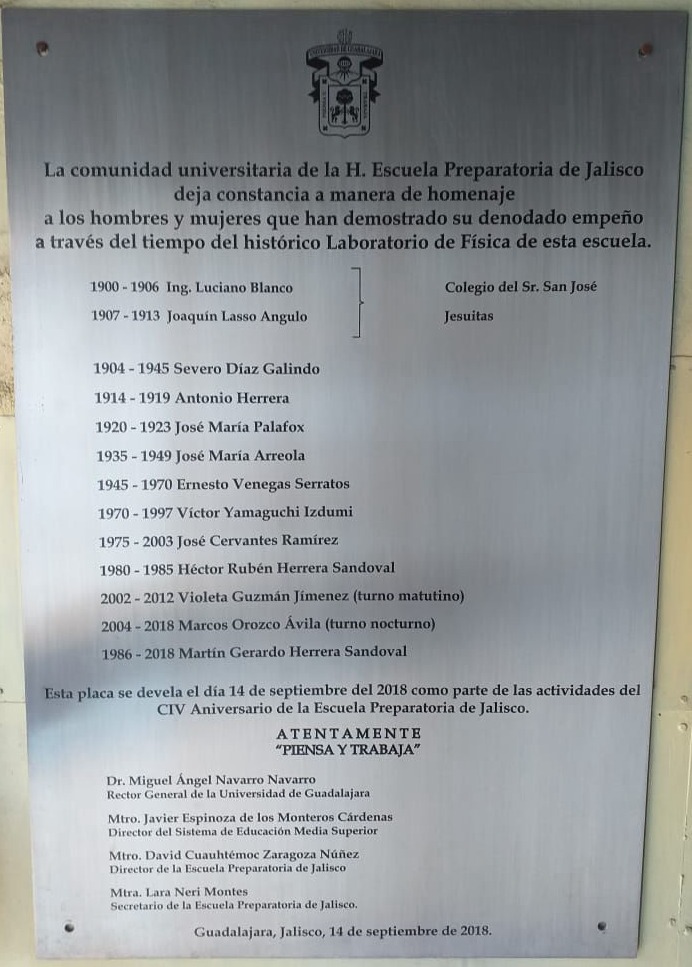 UNIVERSIDAD DE GUADALAJARA
PIENSA Y TRABAJA
La comunidad universitaria de la H. Escuela Preparatoria de Jalisco
deja constancia a manera de homenaje
a los hombres y mujeres que han demostrado su denodado empeño
a través del tiempo del histórico Laboratorio de Física de esta escuela.
1900 - 1906 Ing. Luciano Blanco Colegio del Sr. San José
1907 - 1913 Joaquín Lasso Angulo Jesuitas
1904 - 1945 Severo Díaz Galindo
1914 - 1919 Antonio Herrera
1920 - 1923 José María Palafox
1935 - 1949 José María Arreola
1945 - 1970 Ernesto Venegas Serratos
1970 - 1997 Víctor Yamaguchi Izdumi
1975 - 2003 José Cervantes Ramírez
1980 - 1985 Héctor Rubén Herrera Sandoval
2002 - 2012 Violeta Guzmán Jímenez (turno matutino)
2004 - 2018 Marcos Orozco Ávila (turno nocturno)
1986 - 2018 Martín Gerardo Herrera Sandoval
Esta placa se devela el día 14 de septiembre del 2018 como parte de las actividades del
CIV Aniversario de la Escuela Preparatoria de Jalisco.
ATENTAMENTE
"PIENSA Y TRABAJA"
Dr. Miguel Ángel Navarro Navarro
Rector General de la Universidad de Guadalajara
Mtro. Javier Espinoza de los Monteros Cárdenas
Director del Sistema de Educación Media Superior
Mtro. David Cuauhtémoc Zaragoza Núñez
Director de la Escuela Preparatoria de Jalisco
Mtra. Lara Neri Montes
Secretario de la Escuela Preparatoria de Jalisco.
Guadalajara, Jalisco, 14 de septiembre de 2018.